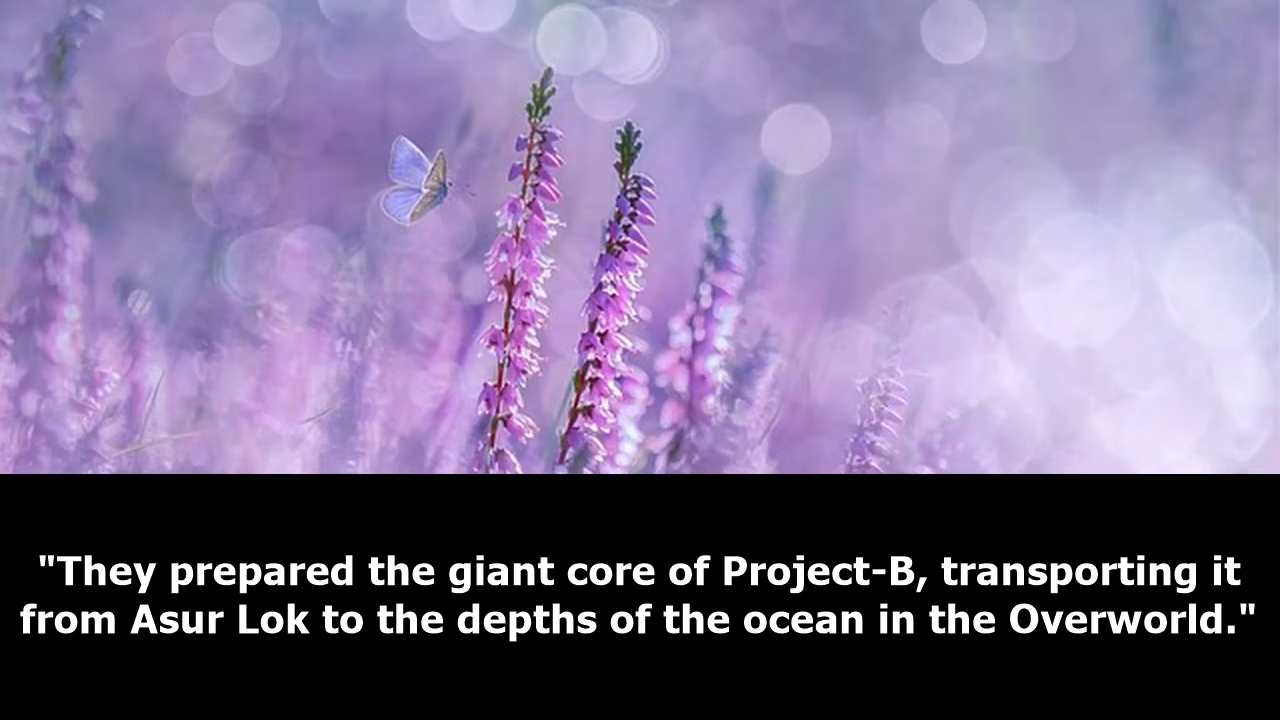 "They prepared the giant core of Project-B, transporting it
from Asur Lok to the depths of the ocean in the Overworld."